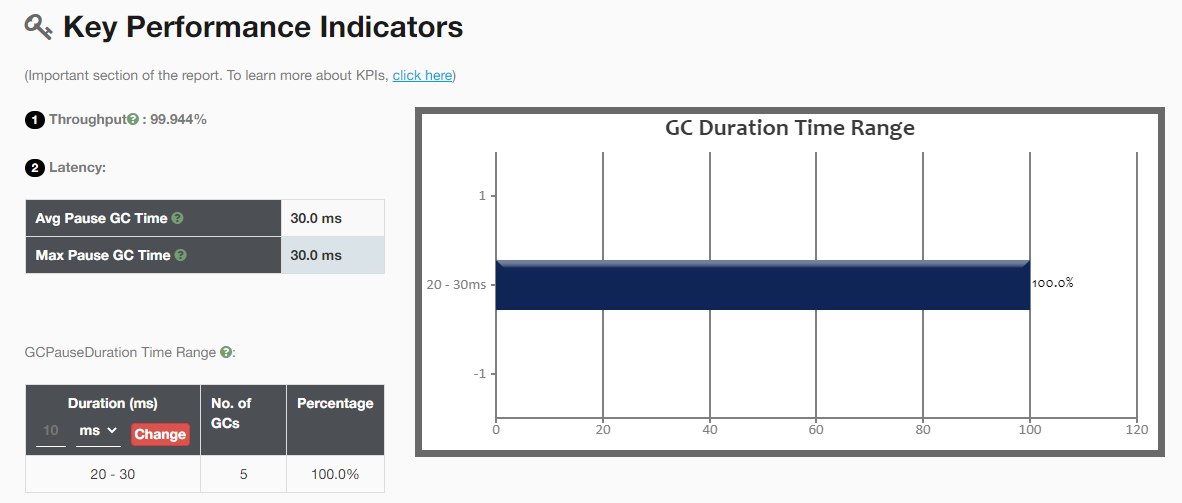 Key Performance Indicators
(Important section of the report. To learn more about KPIs, click here)
1 Throughput? : 99.944%
2 Latency:
Avg Pause GC Time ? 30.0 ms
Max Pause GC Time ? 30.0 ms
GCPauseDuration Time Range ?:
Duration (ms) No. of GCs Percentage
10 ms Change
20 - 30 5 100.0%
GC Duration Time Range
1
20 - 30ms 100.0%
-1
0 20 40 60 80 100 120